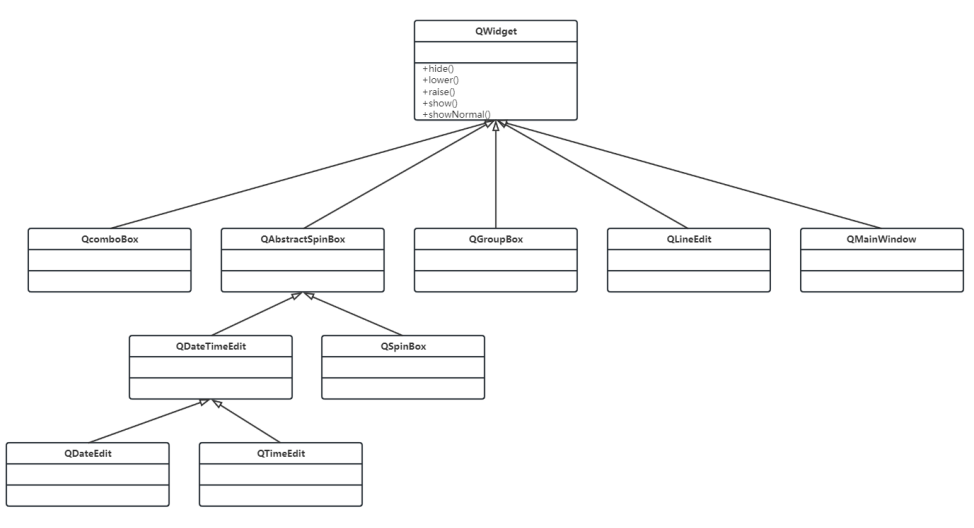 QWidget
+hide()
+lower()
+raise()
+show()
+showNormal()
QcomboBox
QAbstractSpinBox
QGroupBox
QLineEdit
QMainWindow
QDateTimeEdit
QSpinBox
QDateEdit
QTimeEdit